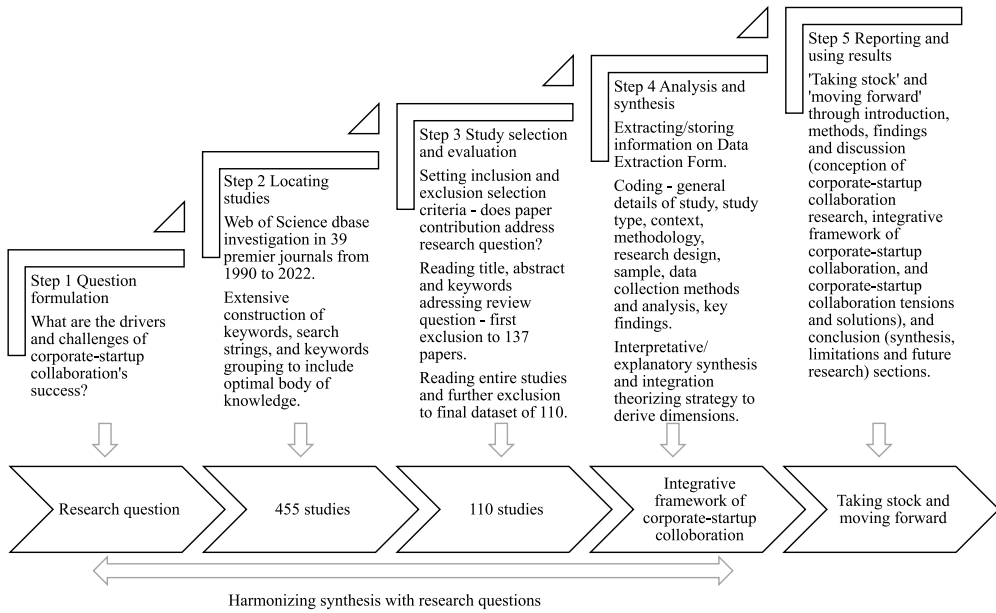 Step 1 Question
formulation
What are the drivers
and challenges of
corporate-startup
collaboration's
success?
Step 2 Locating
studies
Web of Science dbase
investigation in 39
premier journals from
1990 to 2022.
Extensive
construction of
keywords, search
strings, and keywords
grouping to include
optimal body of
knowledge.
Step 3 Study selection
and evaluation
Setting inclusion and
exclusion selection
criteria - does paper
contribution address
research question?
Reading title, abstract
and keywords
adressing review
question - first
exclusion to 137
papers.
Reading entire studies
and further exclusion
to final dataset of 110.
Step 4 Analysis and
synthesis
Extracting/storing
information on Data
Extraction Form.
Coding - general
details of study, study
type, context,
methodology,
research design,
sample, data
collection methods
and analysis, key
findings.
Interpretative/
explanatory synthesis
and integration
theorizing strategy to
derive dimensions.
Step 5 Reporting and
using results
'Taking stock' and
'moving forward'
through introduction,
methods, findings
and discussion
(conception of
corporate-startup
collaboration
research, integrative
framework of
corporate-startup
collaboration, and
corporate-startup
collaboration tensions
and solutions), and
conclusion (synthesis,
limitations and future
research) sections.
Research question
455 studies
110 studies
Integrative
framework of
corporate-startup
colloboration
Taking stock and
moving forward
Harmonizing synthesis with research questions